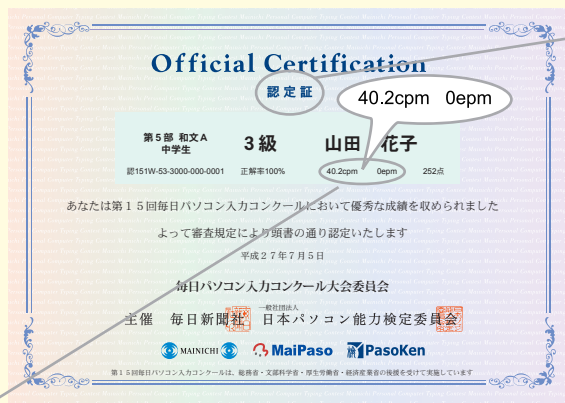 Official Certification
認定証
40.2cpm 0epm
第５部 和文A
中学生
３級
山田 花子
認151W-53-3000-000-0001 正解率100% 40.2cpm 0epm 252点
あなたは第１５回毎日パソコン入力コンクールにおいて優秀な成績を収められました
よって審査規定により頭書の通り認定いたします
平成２７年７月５日
毎日パソコン入力コンクール大会委員会
一般社団法人
主催 毎日新聞社 日本パソコン能力検定委員会
MAINICHI MaiPaso PasoKen
第１５回毎日パソコン入力コンクールは、総務省・文部科学省・厚生労働省・経済産業省の後援を受けて実施しています